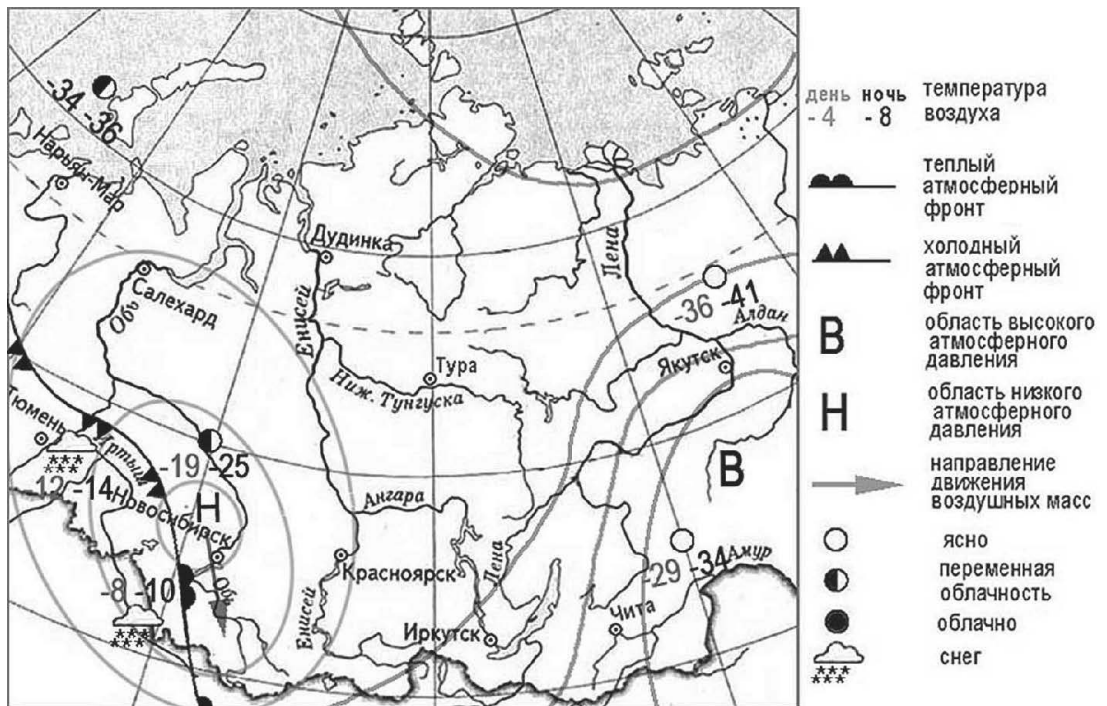 -34 -36
Нарьян-Мар
Дудинка
Лена
Енисей
Обь
Салехард
-36 -41
Алдан
Тура
Якутск
Ниж. Тунгуска
Тюмень
Иртыш
-19 -25
В
12 -14
Новосибирск
Н
Ангара
Красноярск
Лена
-29 -34
Амур
-8 -10
Обь
Енисей
Иркутск
Чита
день ночь
- 4 - 8
температура
воздуха
теплый
атмосферный
фронт
холодный
атмосферный
фронт
В
область высокого
атмосферного
давления
Н
область низкого
атмосферного
давления
направление
движения
воздушных масс
ясно
переменная
облачность
облачно
снег